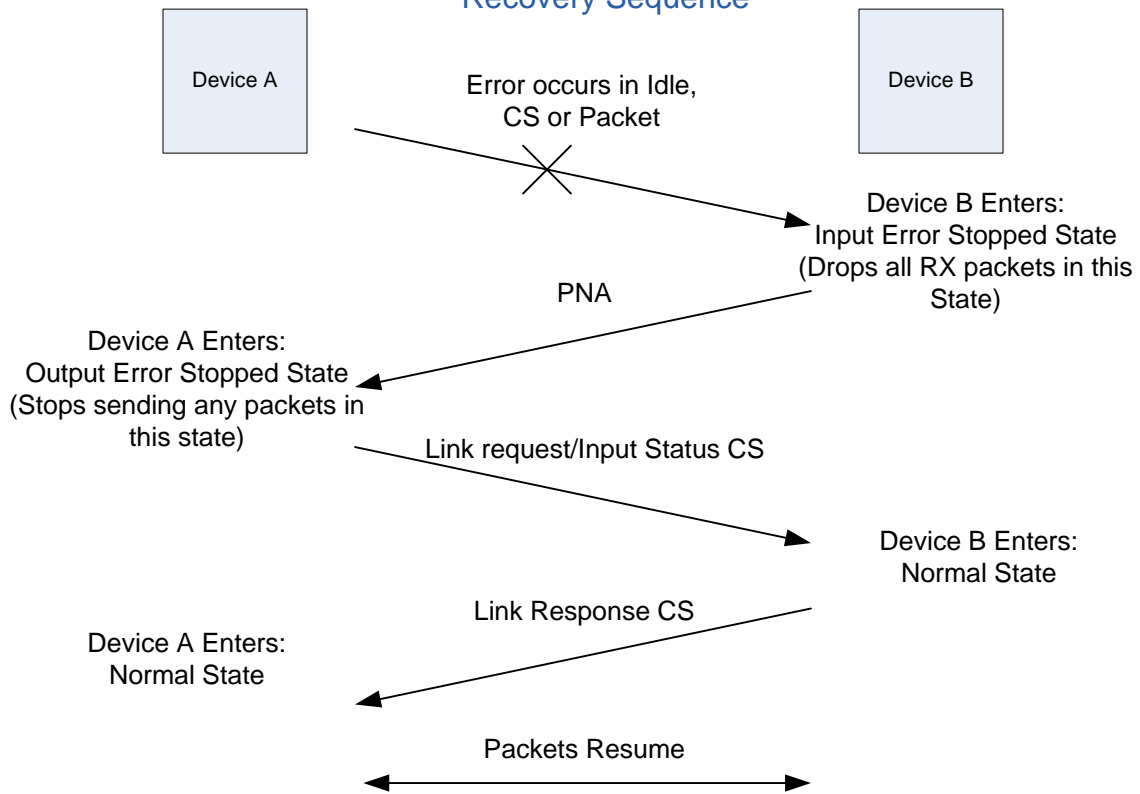 Recovery Sequence
Device A
Device B
Error occurs in Idle,
CS or Packet
Device B Enters:
Input Error Stopped State
(Drops all RX packets in this
State)
PNA
Device A Enters:
Output Error Stopped State
(Stops sending any packets in
this state)
Link request/Input Status CS
Device B Enters:
Normal State
Link Response CS
Device A Enters:
Normal State
Packets Resume